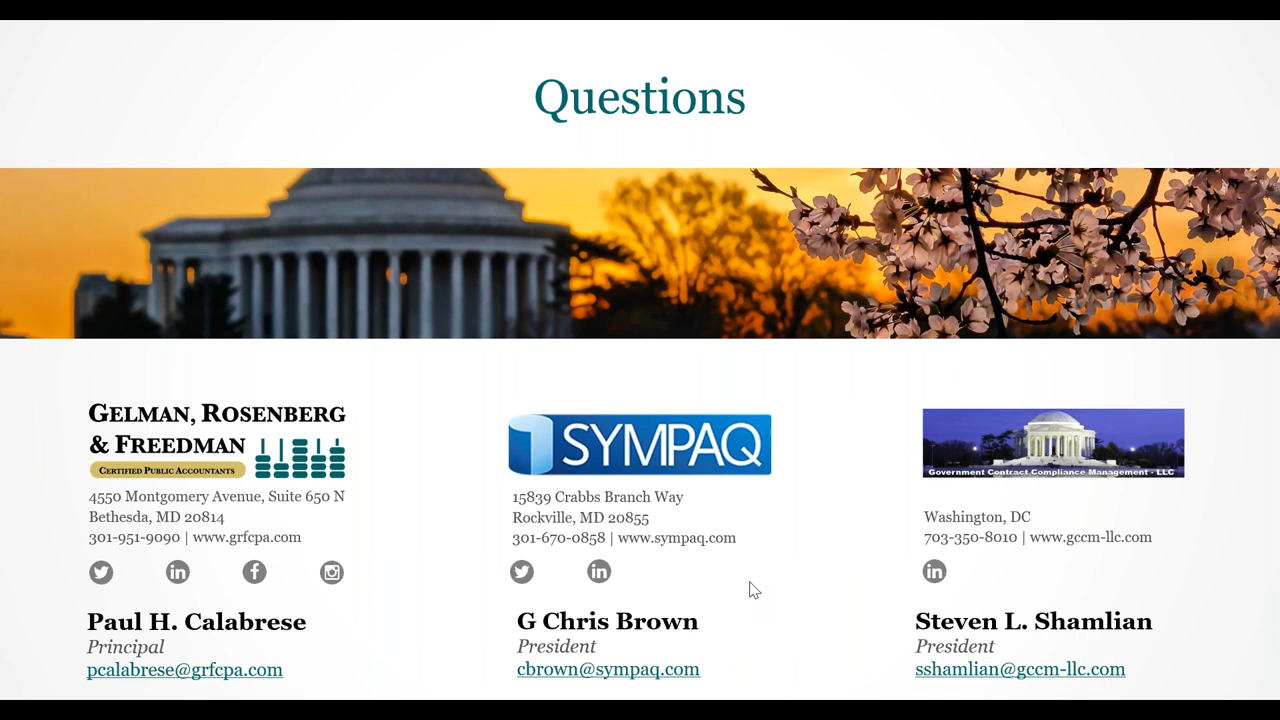 Questions
GELMAN, ROSENBERG
& FREEDMAN
CERTIFIED PUBLIC ACCOUNTANTS
4550 Montgomery Avenue, Suite 650 N
Bethesda, MD 20814
301-951-9090 | www.grfcpa.com
Paul H. Calabrese
Principal
pcalabrese@grfcpa.com
SYMPAQ
15839 Crabbs Branch Way
Rockville, MD 20855
301-670-0858 | www.sympaq.com
G Chris Brown
President
cbrown@sympaq.com
Government Contract Compliance Management - LLC
Washington, DC
703-350-8010 | www.gccm-llc.com
in
in
in
Steven L. Shamlian
President
sshamlian@gccm-llc.com